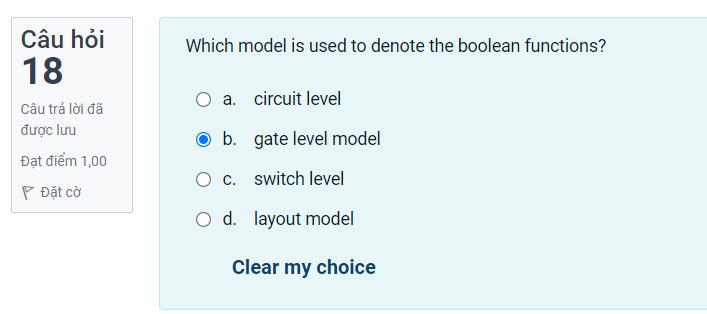 Câu hỏi
18
Câu trả lời đã
được lưu
Đạt điểm 1,00
Đặt cờ
Which model is used to denote the boolean functions?
a. circuit level
b. gate level model
c. switch level
d. layout model
Clear my choice